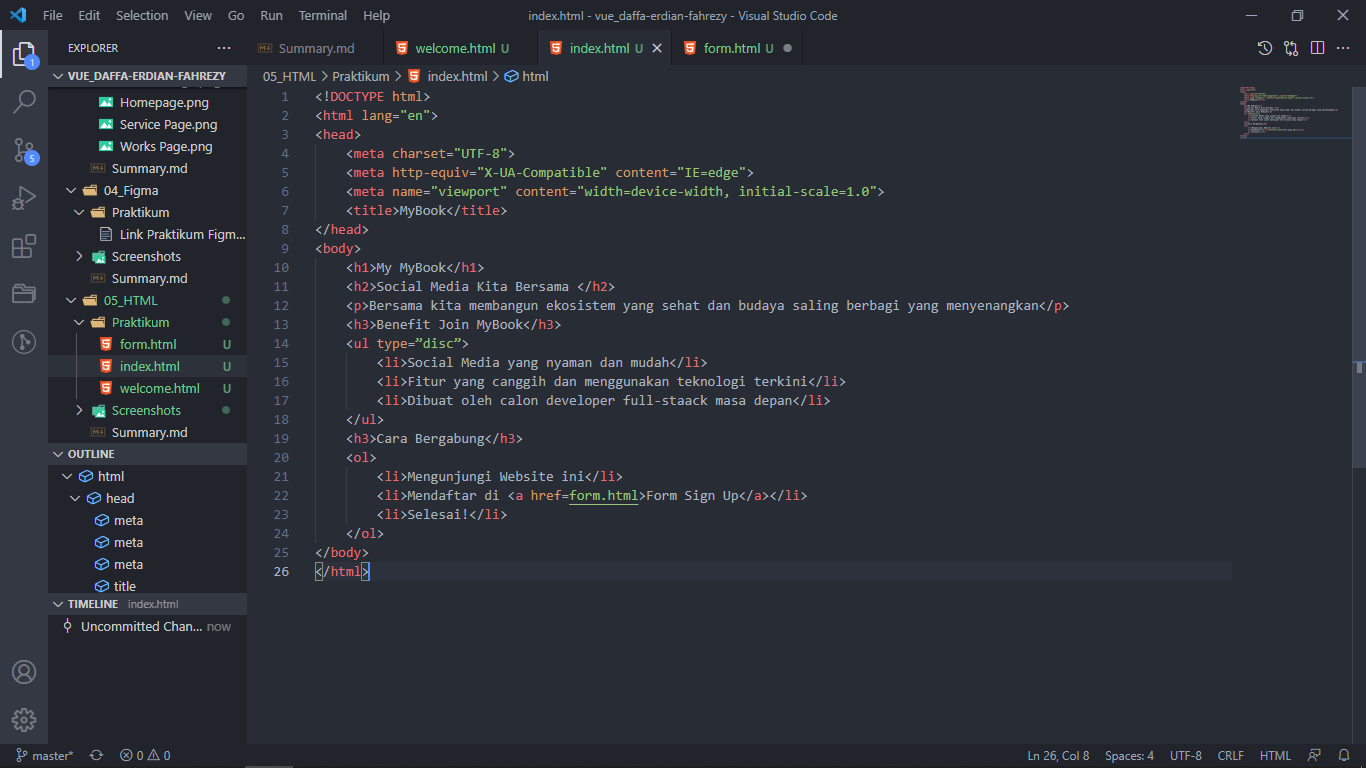 File Edit Selection View Go Run Terminal Help
index.html - vue_daffa-erdian-fahrezy - Visual Studio Code
EXPLORER
VUE_DAFFA-ERDIAN-FAHREZY
Homepage.png
Service Page.png
Works Page.png
Summary.md
04_Figma
Praktikum
Link Praktikum Figm...
Screenshots
Summary.md
05_HTML
Praktikum
form.html U
index.html U
welcome.html U
Screenshots
Summary.md
OUTLINE
html
head
meta
meta
meta
title
TIMELINE index.html
Uncommitted Chan... now
1
5
Summary.md
welcome.html U
index.html U
form.html U
05_HTML > Praktikum > index.html > html
1 <!DOCTYPE html>
2 <html lang="en">
3 <head>
4 <meta charset="UTF-8">
5 <meta http-equiv="X-UA-Compatible" content="IE=edge">
6 <meta name="viewport" content="width=device-width, initial-scale=1.0">
7 <title>MyBook</title>
8 </head>
9 <body>
10 <h1>My MyBook</h1>
11 <h2>Social Media Kita Bersama </h2>
12 <p>Bersama kita membangun ekosistem yang sehat dan budaya saling berbagi yang menyenangkan</p>
13 <h3>Benefit Join MyBook</h3>
14 <ul type=”disc”>
15 <li>Social Media yang nyaman dan mudah</li>
16 <li>Fitur yang canggih dan menggunakan teknologi terkini</li>
17 <li>Dibuat oleh calon developer full-staack masa depan</li>
18 </ul>
19 <h3>Cara Bergabung</h3>
20 <ol>
21 <li>Mengunjungi Website ini</li>
22 <li>Mendaftar di <a href=form.html>Form Sign Up</a></li>
23 <li>Selesai!</li>
24 </ol>
25 </body>
26 </html>
master* 0 0
Ln 26, Col 8 Spaces: 4 UTF-8 CRLF HTML